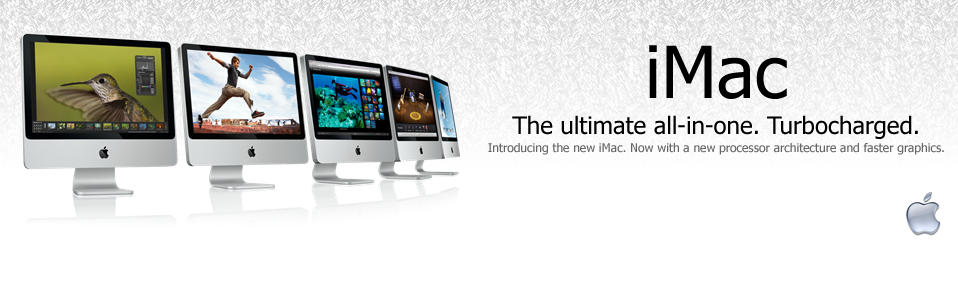 iMac
The ultimate all-in-one. Turbocharged.
Introducing the new iMac. Now with a new processor architecture and faster graphics.